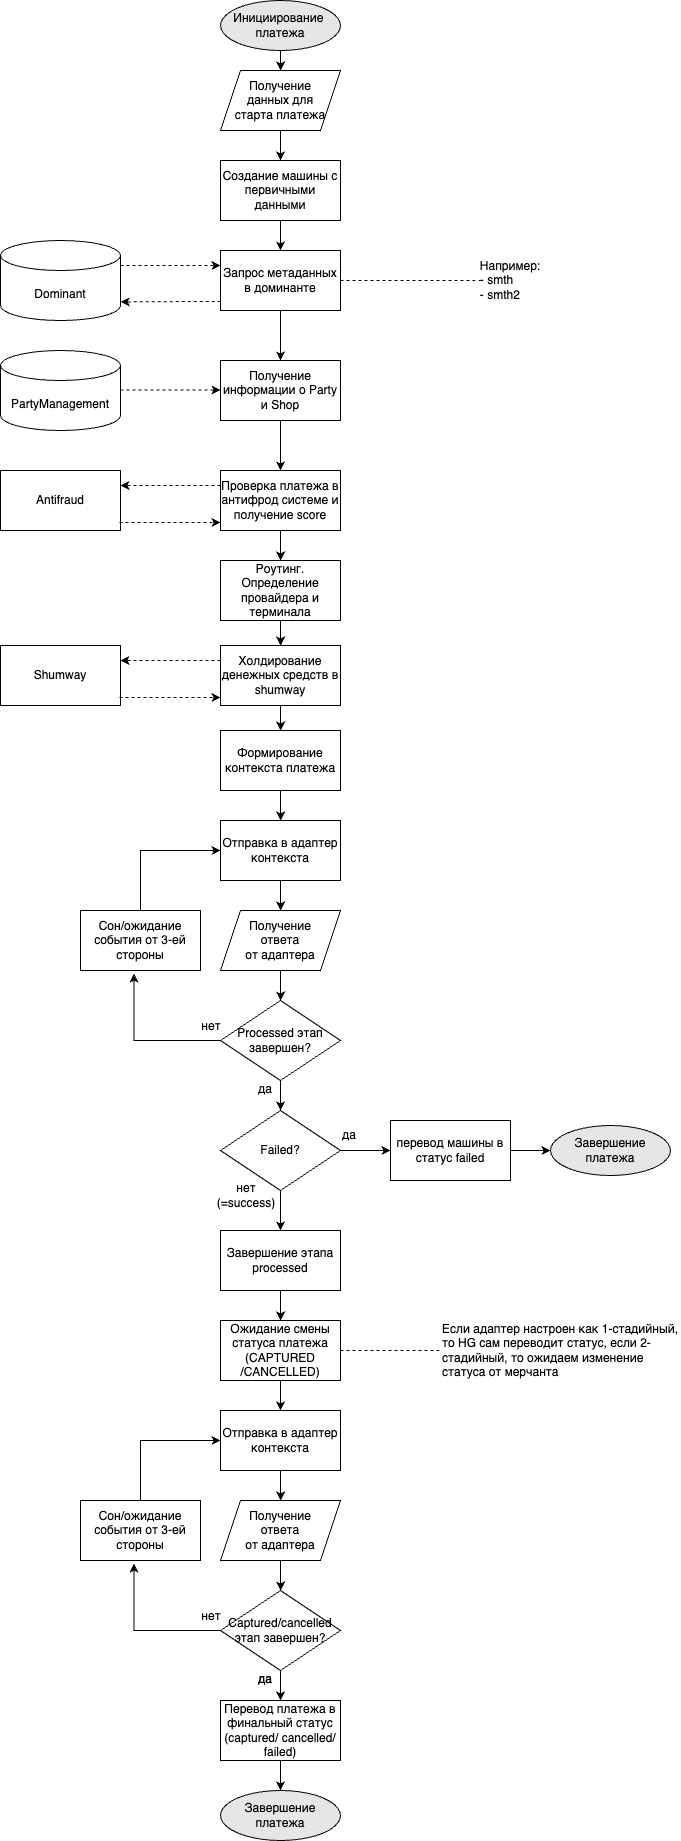 Инициирование
платежа
Получение
данных для
старта платежа
Создание машины с
первичными
данными
Dominant
Запрос метаданных
в доминанте
Например:
- smth
- smth2
PartyManagement
Получение
информации о Party
и Shop
Antifraud
Проверка платежа в
антифрод системе и
получение score
Роутинг.
Определение
провайдера и
терминала
Shumway
Холдирование
денежных средств в
shumway
Формирование
контекста платежа
Отправка в адаптер
контекста
Сон/ожидание
события от 3-ей
стороны
Получение
ответа
от адаптера
нет
Processed этап
завершен?
да
Failed?
да
перевод машины в
статус failed
Завершение
платежа
нет
(=success)
Завершение этапа
processed
Ожидание смены
статуса платежа
(CAPTURED
/CANCELLED)
Если адаптер настроен как 1-стадийный,
то HG сам переводит статус, если 2-
стадийный, то ожидаем изменение
статуса от мерчанта
Отправка в адаптер
контекста
Сон/ожидание
события от 3-ей
стороны
Получение
ответа
от адаптера
нет
Captured/cancelled
этап завершен?
да
Перевод платежа в
финальный статус
(captured/ cancelled/
failed)
Завершение
платежа